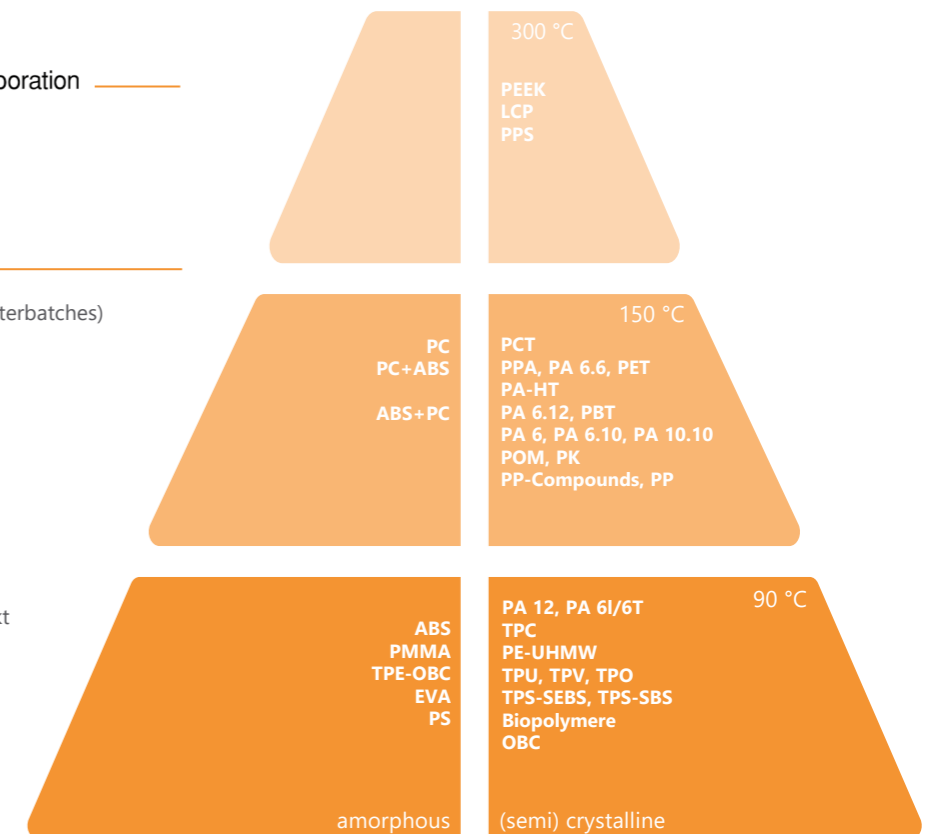 300 °C
PEEK
LCP
PPS
150 °C
PC
PC+ABS
ABS+PC
PCT
PPA, PA 6.6, PET
PA-HT
PA 6.12, PBT
PA 6, PA 6.10, PA 10.10
POM, PK
PP-Compounds, PP
terbatches)
90 °C
ABS
PMMA
TPE-OBC
EVA
PS
PA 12, PA 6l/6T
TPC
PE-UHMW
TPU, TPV, TPO
TPS-SEBS, TPS-SBS
Biopolymere
OBC
amorphous
(semi) crystalline